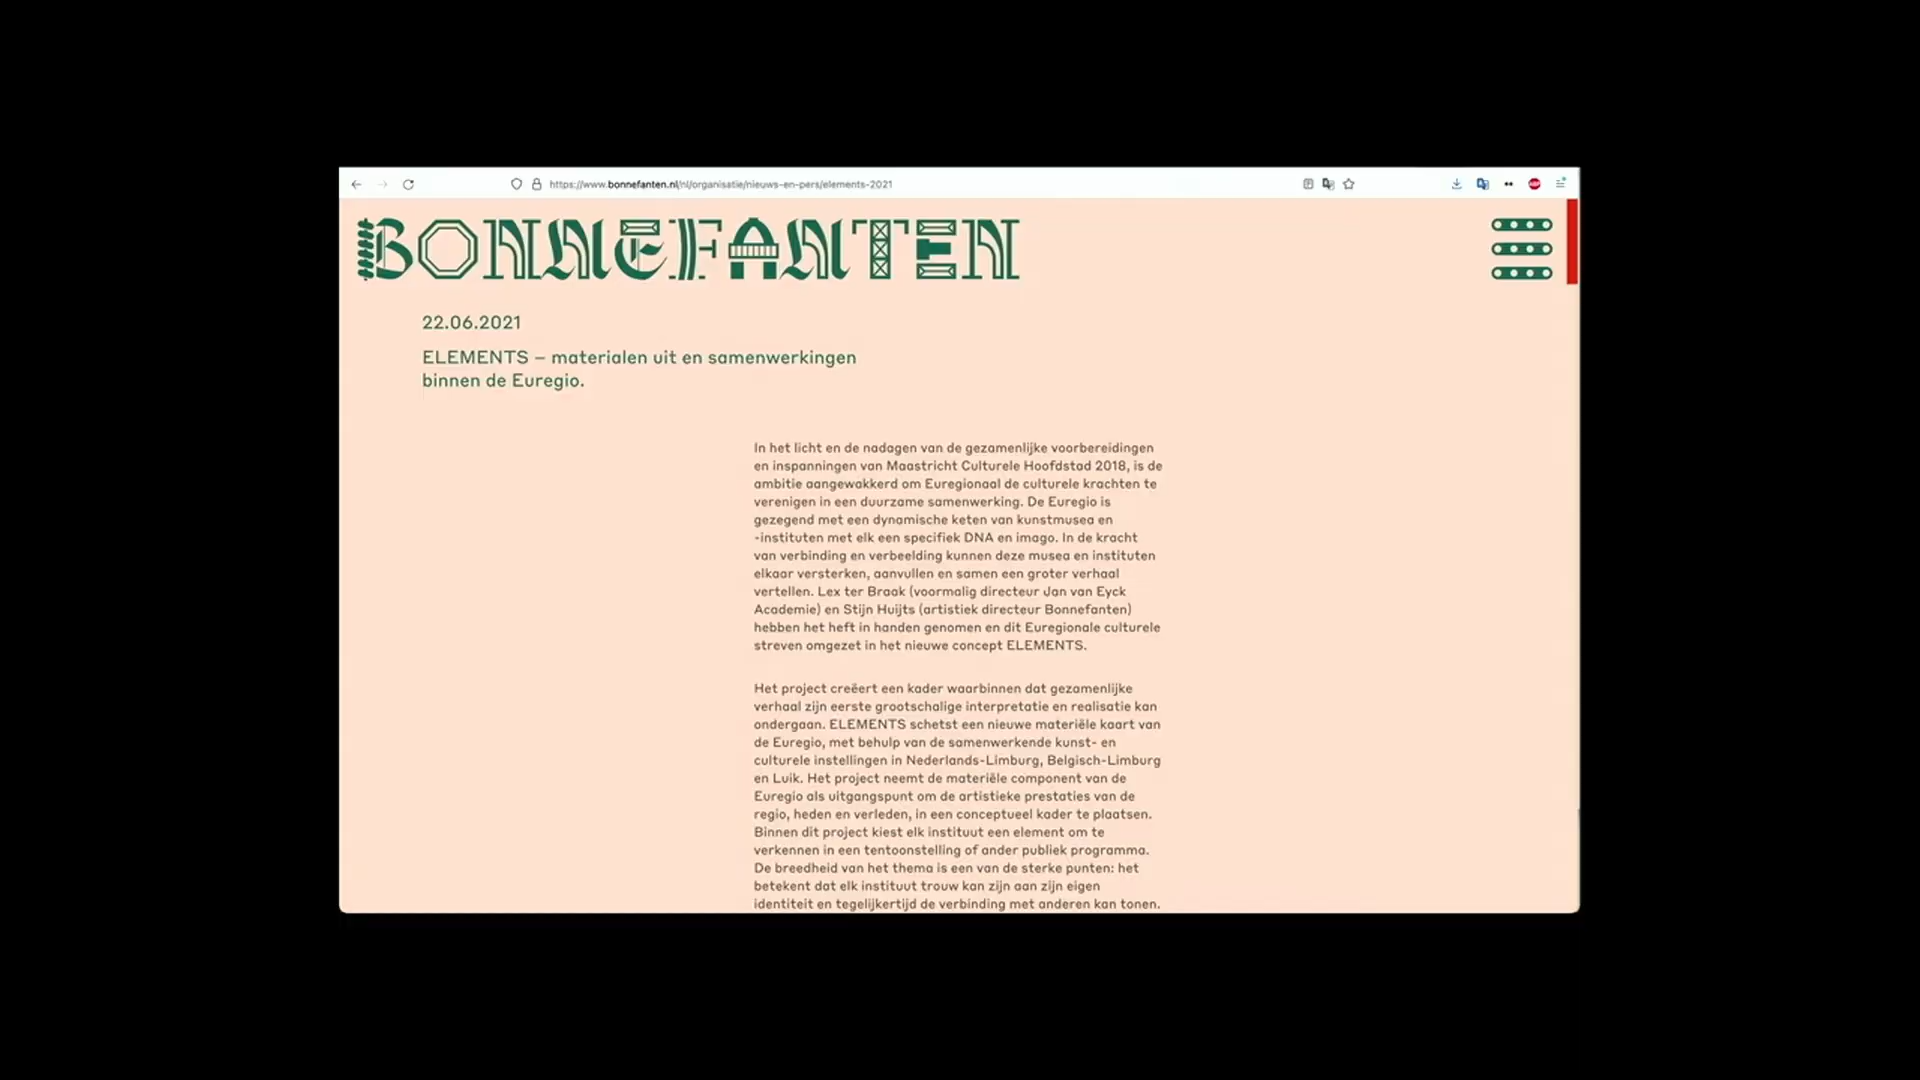 https://www.bonnefanten.nl/nl/organisatie/nieuws-en-pers/elements-2021
ABP
BONNEFANTEN
22.06.2021
ELEMENTS – materialen uit en samenwerkingen
binnen de Euregio.
In het licht en de nadagen van de gezamenlijke voorbereidingen
en inspanningen van Maastricht Culturele Hoofdstad 2018, is de
ambitie aangewakkerd om Euregionaal de culturele krachten te
verenigen in een duurzame samenwerking. De Euregio is
gezegend met een dynamische keten van kunstmusea en
-instituten met elk een specifiek DNA en imago. In de kracht
van verbinding en verbeelding kunnen deze musea en instituten
elkaar versterken, aanvullen en samen een groter verhaal
vertellen. Lex ter Braak (voormalig directeur Jan van Eyck
Academie) en Stijn Huijts (artistiek directeur Bonnefanten)
hebben het heft in handen genomen en dit Euregionale culturele
streven omgezet in het nieuwe concept ELEMENTS.
Het project creëert een kader waarbinnen dat gezamenlijke
verhaal zijn eerste grootschalige interpretatie en realisatie kan
ondergaan. ELEMENTS schetst een nieuwe materiële kaart van
de Euregio, met behulp van de samenwerkende kunst- en
culturele instellingen in Nederlands-Limburg, Belgisch-Limburg
en Luik. Het project neemt de materiële component van de
Euregio als uitgangspunt om de artistieke prestaties van de
regio, heden en verleden, in een conceptueel kader te plaatsen.
Binnen dit project kiest elk instituut een element om te
verkennen in een tentoonstelling of ander publiek programma.
De breedheid van het thema is een van de sterke punten: het
betekent dat elk instituut trouw kan zijn aan zijn eigen
identiteit en tegelijkertijd de verbinding met anderen kan tonen.